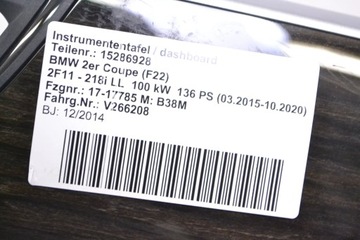 Instrumententafel / dashboard
Teilenr.: 15286928
BMW 2er Coupe (F22)
2F11 - 218i LL 100 kW 136 PS (03.2015-10.2020)
Fzgnr.: 17-17785 M: B38M
Fahrg.Nr.: V266208
BJ: 12/2014